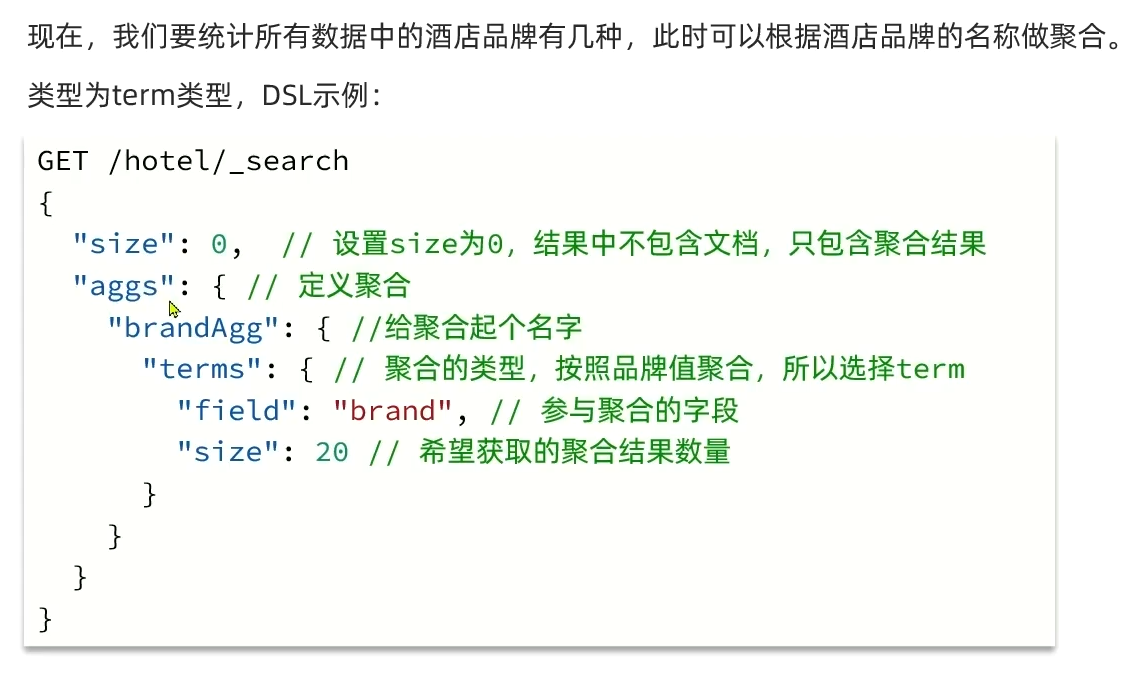 现在，我们要统计所有数据中的酒店品牌有几种，此时可以根据酒店品牌的名称做聚合。
类型为term类型，DSL示例：
GET /hotel/_search
{
  "size": 0,  // 设置size为0，结果中不包含文档，只包含聚合结果
  "aggs": { // 定义聚合
    "brandAgg": { //给聚合起个名字
      "terms": { // 聚合的类型，按照品牌值聚合，所以选择term
        "field": "brand", // 参与聚合的字段
        "size": 20 // 希望获取的聚合结果数量
      }
    }
  }
}